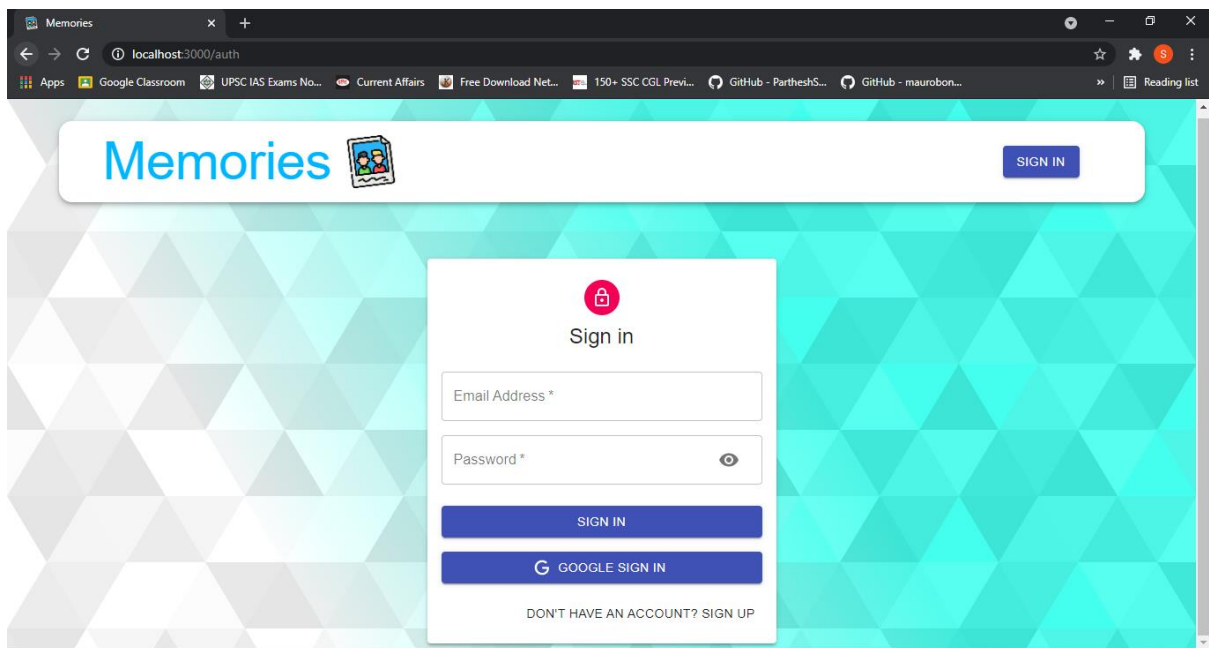 Memories
localhost:3000/auth
S
Apps Google Classroom UPSC IAS Exams No... Current Affairs Free Download Net... 150+ SSC CGL Previ... GitHub - PartheshS... GitHub - maurobon... » Reading list
Memories SIGN IN
Sign in
Email Address *
Password *
SIGN IN
G GOOGLE SIGN IN
DON'T HAVE AN ACCOUNT? SIGN UP